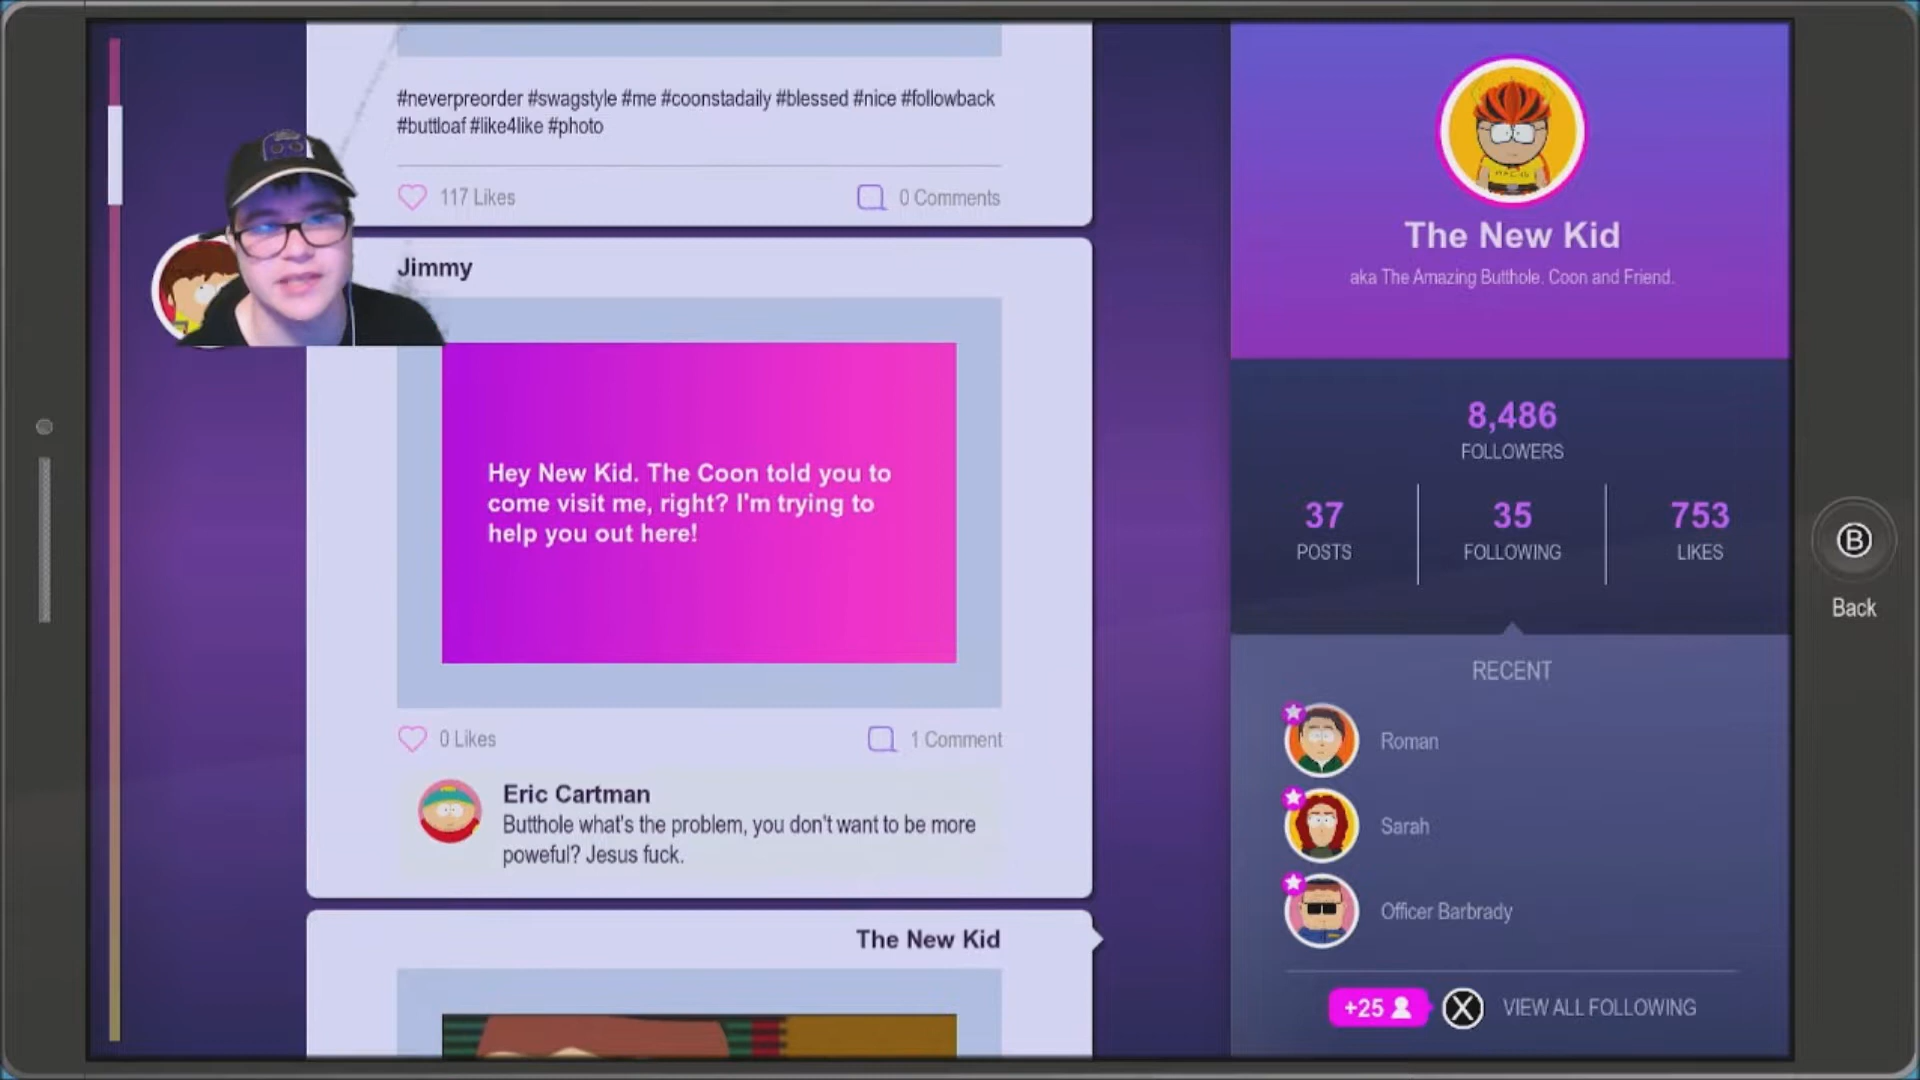 #neverpreorder #swagstyle #me #coonstadaily #blessed #nice #followback
#buttloaf #like4like #photo
117 Likes
0 Comments
Jimmy
Hey New Kid. The Coon told you to
come visit me, right? I'm trying to
help you out here!
0 Likes
1 Comment
Eric Cartman
Butthole what's the problem, you don't want to be more
poweful? Jesus fuck.
The New Kid
The New Kid
aka The Amazing Butthole. Coon and Friend.
8,486
FOLLOWERS
37
POSTS
35
FOLLOWING
753
LIKES
RECENT
Roman
Sarah
Officer Barbrady
+25
X
VIEW ALL FOLLOWING
B
Back